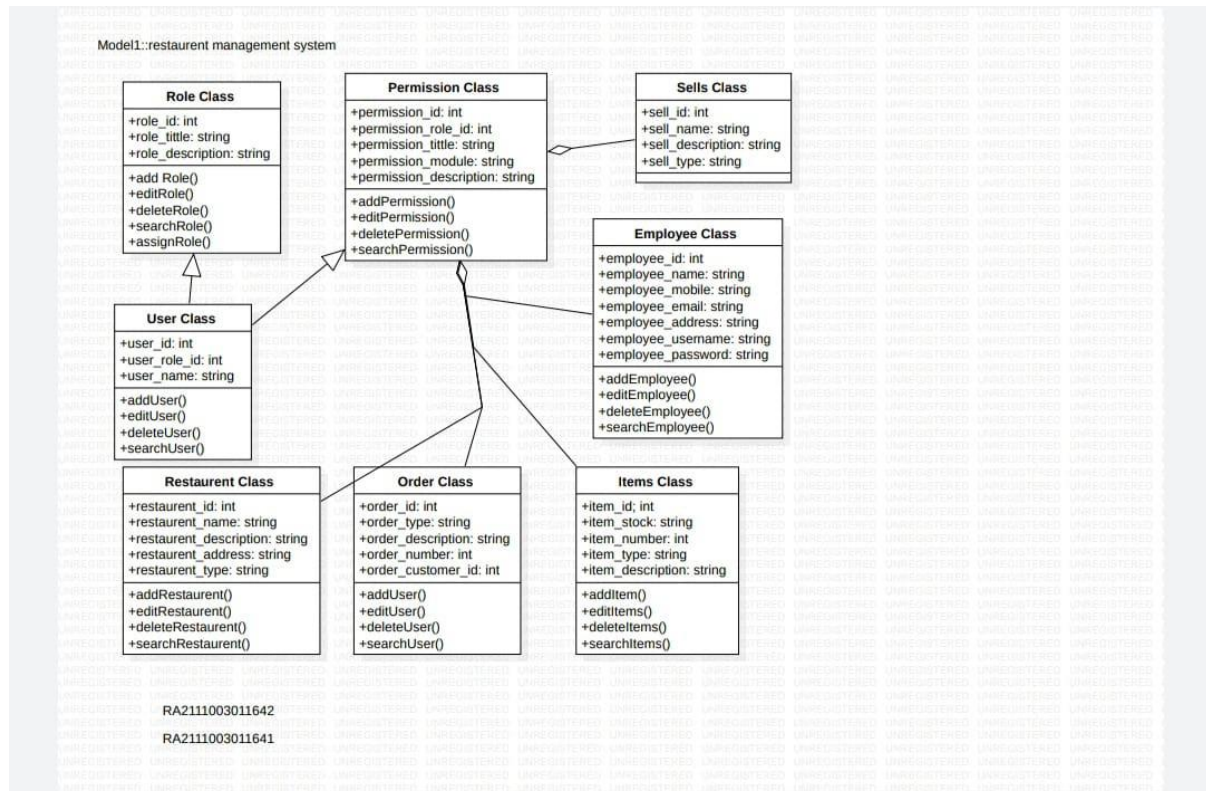 Model1::restaurent management system
Role Class
+role_id: int
+role_tittle: string
+role_description: string
+add Role()
+editRole()
+deleteRole()
+searchRole()
+assignRole()
Permission Class
+permission_id: int
+permission_role_id: int
+permission_tittle: string
+permission_module: string
+permission_description: string
+addPermission()
+editPermission()
+deletePermission()
+searchPermission()
Sells Class
+sell_id: int
+sell_name: string
+sell_description: string
+sell_type: string
Employee Class
+employee_id: int
+employee_name: string
+employee_mobile: string
+employee_email: string
+employee_address: string
+employee_username: string
+employee_password: string
+addEmployee()
+editEmployee()
+deleteEmployee()
+searchEmployee()
User Class
+user_id: int
+user_role_id: int
+user_name: string
+addUser()
+editUser()
+deleteUser()
+searchUser()
Restaurent Class
+restaurent_id: int
+restaurent_name: string
+restaurent_description: string
+restaurent_address: string
+restaurent_type: string
+addRestaurent()
+editRestaurent()
+deleteRestaurent()
+searchRestaurent()
Order Class
+order_id: int
+order_type: string
+order_description: string
+order_number: int
+order_customer_id: int
+addUser()
+editUser()
+deleteUser()
+searchUser()
Items Class
+item_id; int
+item_stock: string
+item_number: int
+item_type: string
+item_description: string
+addItem()
+editItems()
+deleteItems()
+searchItems()
RA2111003011642
RA2111003011641
UNREGISTERED